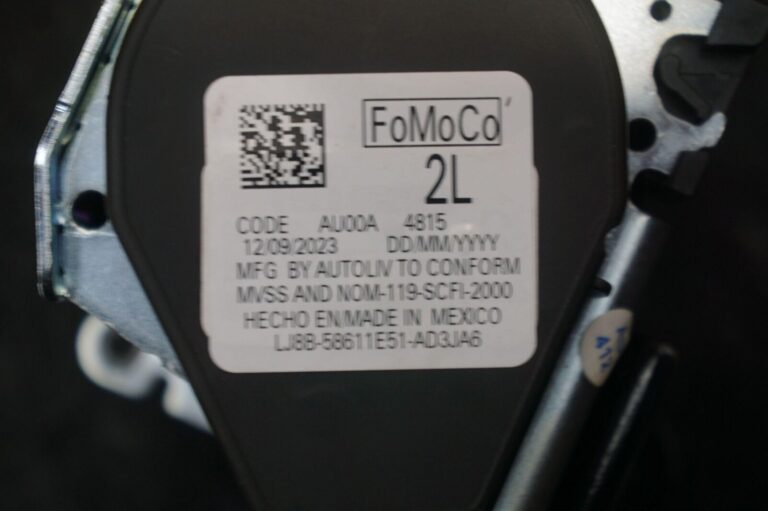 FoMoCo'
2L
CODE AU00A 4815
12/09/2023 DD/MM/YYYY
MFG BY AUTOLIV TO CONFORM
MVSS AND NOM-119-SCFI-2000
HECHO EN/MADE IN MEXICO
LJ8B-58611E51-AD3JA6